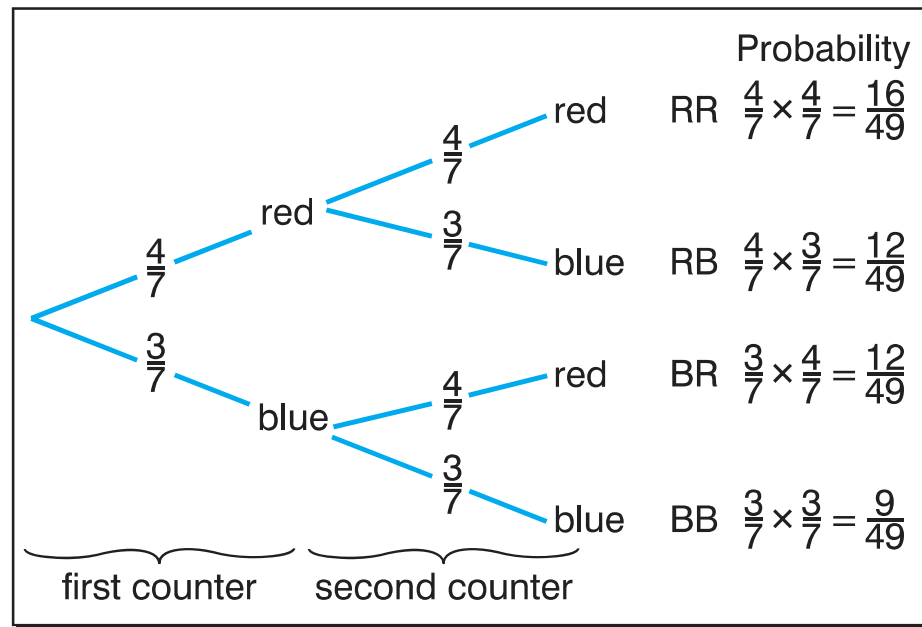 Probability
red RR 4/7 × 4/7 = 16/49
4/7
red
3/7
4/7
blue RB 4/7 × 3/7 = 12/49
3/7
red BR 3/7 × 4/7 = 12/49
4/7
blue
3/7
blue BB 3/7 × 3/7 = 9/49
first counter second counter